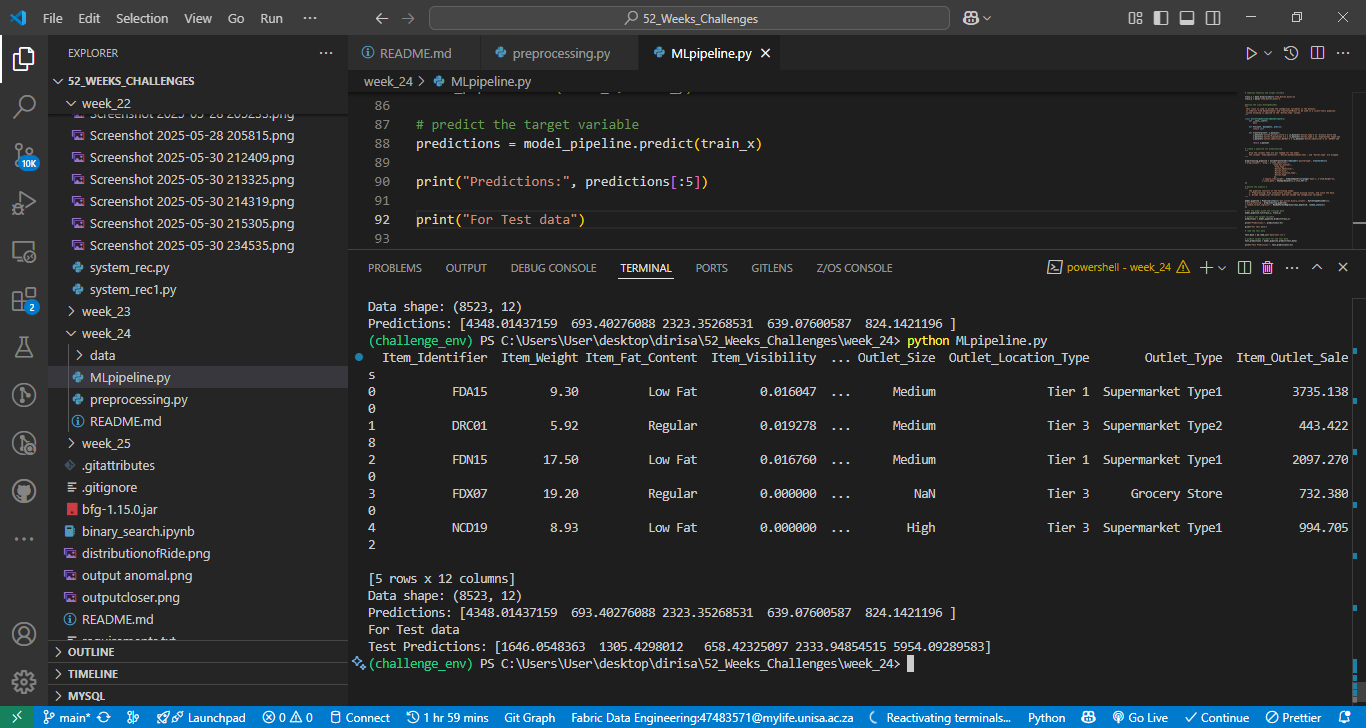 File Edit Selection View Go Run ··· 52_Weeks_Challenges
EXPLORER ···
52_WEEKS_CHALLENGES
week_22
Screenshot 2025-05-28 205815.png
Screenshot 2025-05-30 212409.png
Screenshot 2025-05-30 213325.png
Screenshot 2025-05-30 214319.png
Screenshot 2025-05-30 215305.png
Screenshot 2025-05-30 234535.png
system_rec.py
system_rec1.py
week_23
week_24
data
MLpipeline.py
preprocessing.py
README.md
week_25
.gitattributes
.gitignore
bfg-1.15.0.jar
binary_search.ipynb
distributionofRide.png
output anomal.png
outputcloser.png
README.md
OUTLINE
TIMELINE
MYSQL
10K
2
README.md preprocessing.py MLpipeline.py
week_24 > MLpipeline.py
86
87 # predict the target variable
88 predictions = model_pipeline.predict(train_x)
89
90 print("Predictions:", predictions[:5])
91
92 print("For Test data")
93
PROBLEMS OUTPUT DEBUG CONSOLE TERMINAL PORTS GITLENS Z/OS CONSOLE powershell - week_24
Data shape: (8523, 12)
Predictions: [4348.01437159  693.40276088 2323.35268531  639.07600587  824.1421196 ]
(challenge_env) PS C:\Users\User\desktop\dirisa\52_Weeks_Challenges\week_24> python MLpipeline.py
Item_Identifier  Item_Weight Item_Fat_Content  Item_Visibility  ... Outlet_Size  Outlet_Location_Type  Outlet_Type  Item_Outlet_Sale
s
0 FDA15 9.30 Low Fat 0.016047 ... Medium Tier 1 Supermarket Type1 3735.138
0
1 DRC01 5.92 Regular 0.019278 ... Medium Tier 3 Supermarket Type2 443.422
8
2 FDN15 17.50 Low Fat 0.016760 ... Medium Tier 1 Supermarket Type1 2097.270
0
3 FDX07 19.20 Regular 0.000000 ... NaN Tier 3 Grocery Store 732.380
0
4 NCD19 8.93 Low Fat 0.000000 ... High Tier 3 Supermarket Type1 994.705
2
[5 rows x 12 columns]
Data shape: (8523, 12)
Predictions: [4348.01437159  693.40276088 2323.35268531  639.07600587  824.1421196 ]
For Test data
Test Predictions: [1646.0548363  1305.4298012   658.42325097 2333.94854515 5954.09289583]
(challenge_env) PS C:\Users\User\desktop\dirisa\52_Weeks_Challenges\week_24>
main* Launchpad 0 0 Connect 1 hr 59 mins Git Graph Fabric Data Engineering:47483571@mylife.unisa.ac.za Reactivating terminals... Python Go Live Continue Prettier